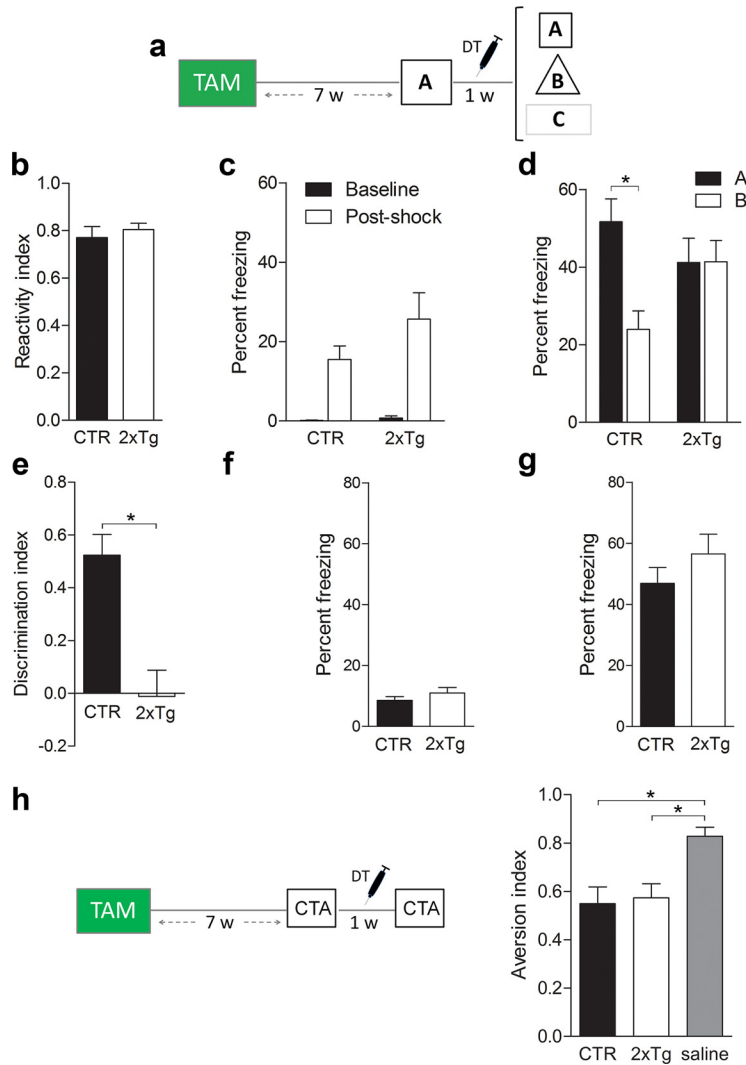 a
TAM
7 w
A
DT
1 w
A
B
C
b
Reactivity index
1.0
0.8
0.6
0.4
0.2
0.0
CTR 2xTg
c
Percent freezing
60
40
20
0
Baseline
Post-shock
CTR 2xTg
d
Percent freezing
60
40
20
0
*
A
B
CTR 2xTg
e
Discrimination index
0.8
0.6
0.4
0.2
0.0
-0.2
*
CTR 2xTg
f
Percent freezing
80
60
40
20
0
CTR 2xTg
g
Percent freezing
80
60
40
20
0
CTR 2xTg
h
TAM
7 w
CTA
DT
1 w
CTA
Aversion index
1.0
0.8
0.6
0.4
0.2
0.0
*
*
CTR 2xTg saline